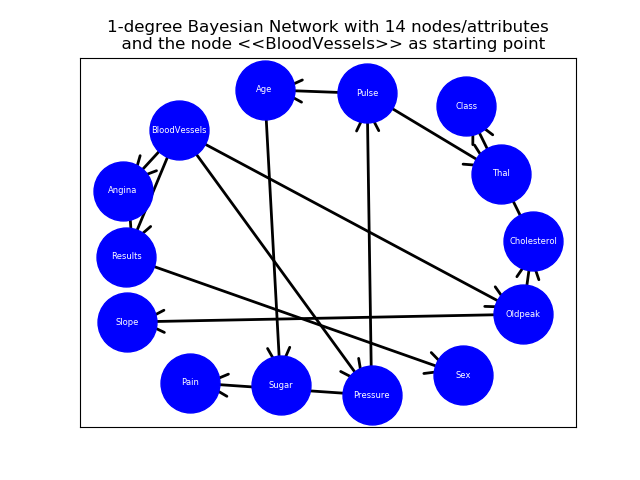 1-degree Bayesian Network with 14 nodes/attributes
and the node <<BloodVessels>> as starting point
Age
Pulse
Class
BloodVessels
Thal
Angina
Cholesterol
Results
Oldpeak
Slope
Sex
Pain
Sugar
Pressure